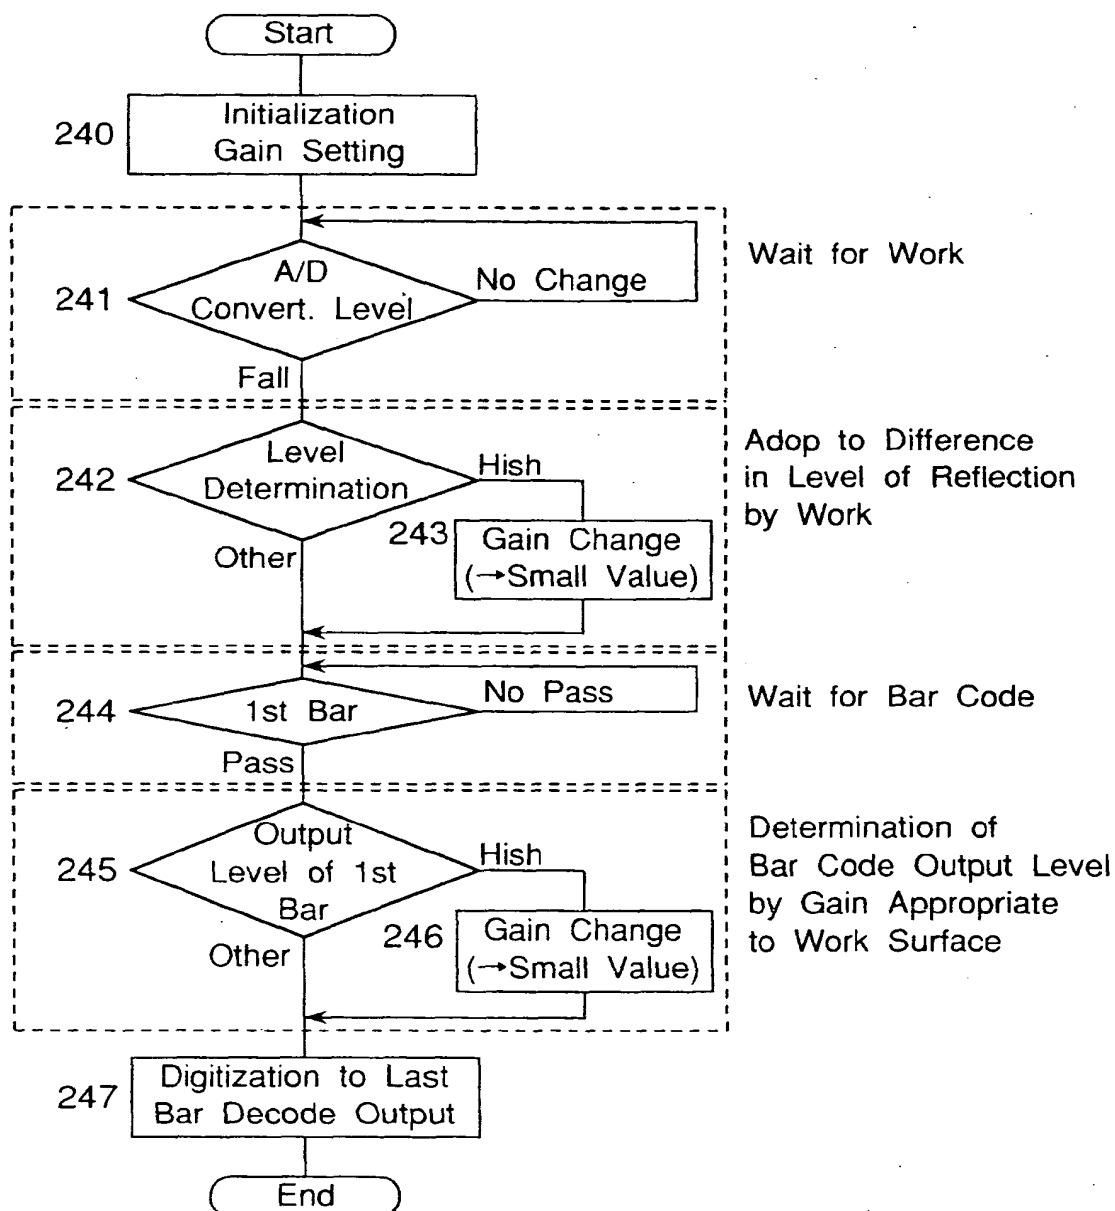 Start
240
Initialization
Gain Setting
Wait for Work
241
A/D
Convert. Level
No Change
Fall
Adop to Difference
in Level of Reflection
by Work
242
Level
Determination
Hish
243
Gain Change
(→Small Value)
Other
Wait for Bar Code
244
1st Bar
No Pass
Pass
Determination of
Bar Code Output Level
by Gain Appropriate
to Work Surface
245
Output
Level of 1st
Bar
Hish
246
Gain Change
(→Small Value)
Other
247
Digitization to Last
Bar Decode Output
End